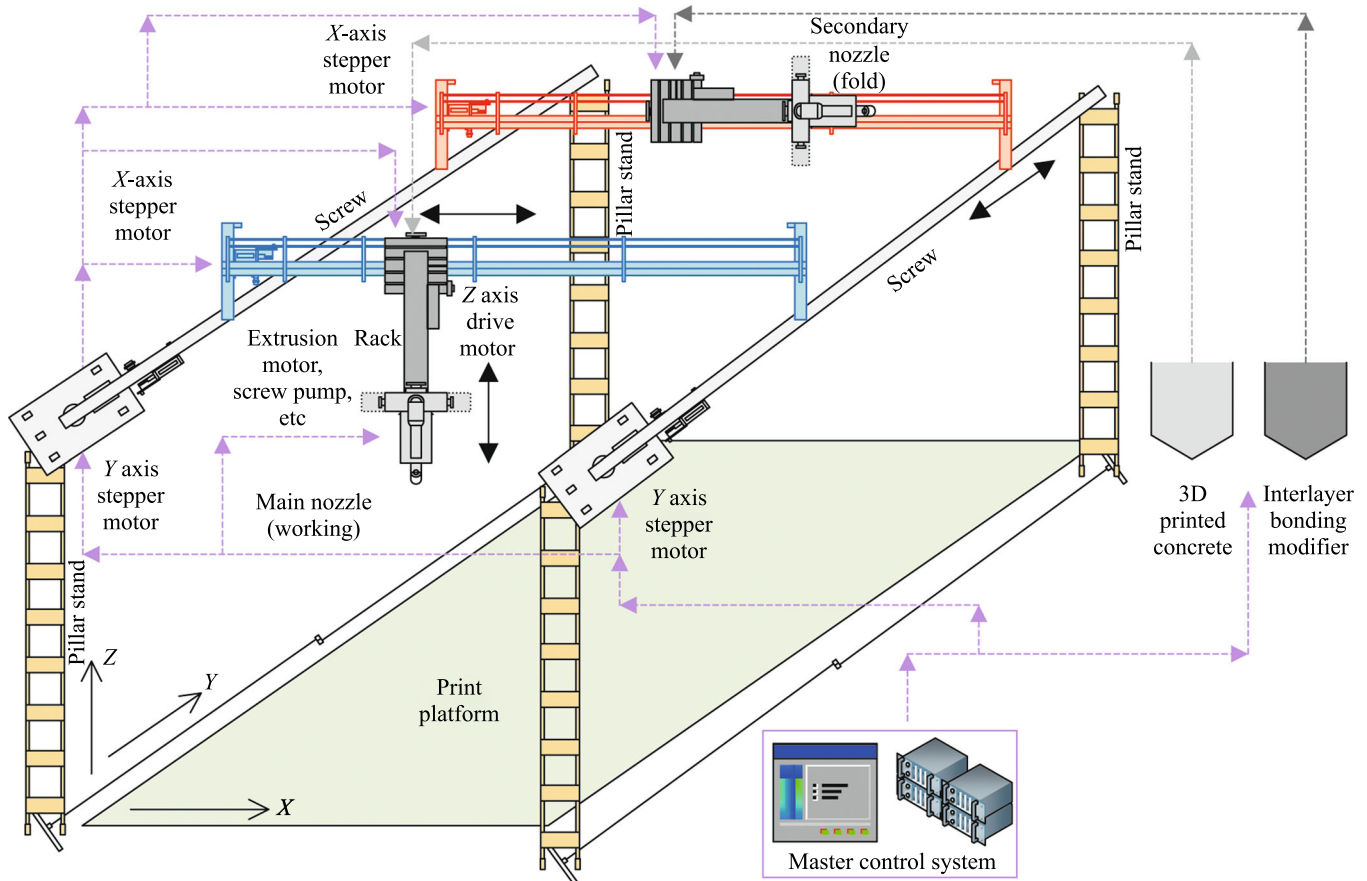 X-axis
stepper
motor
Secondary
nozzle
(fold)
Pillar stand
Pillar stand
X-axis
stepper
motor
Screw
Screw
Z axis
drive
motor
Extrusion
motor,
screw pump,
etc
Rack
Y axis
stepper
motor
Main nozzle
(working)
Y axis
stepper
motor
3D
printed
concrete
Interlayer
bonding
modifier
Pillar stand
Z
Y
X
Print
platform
Master control system